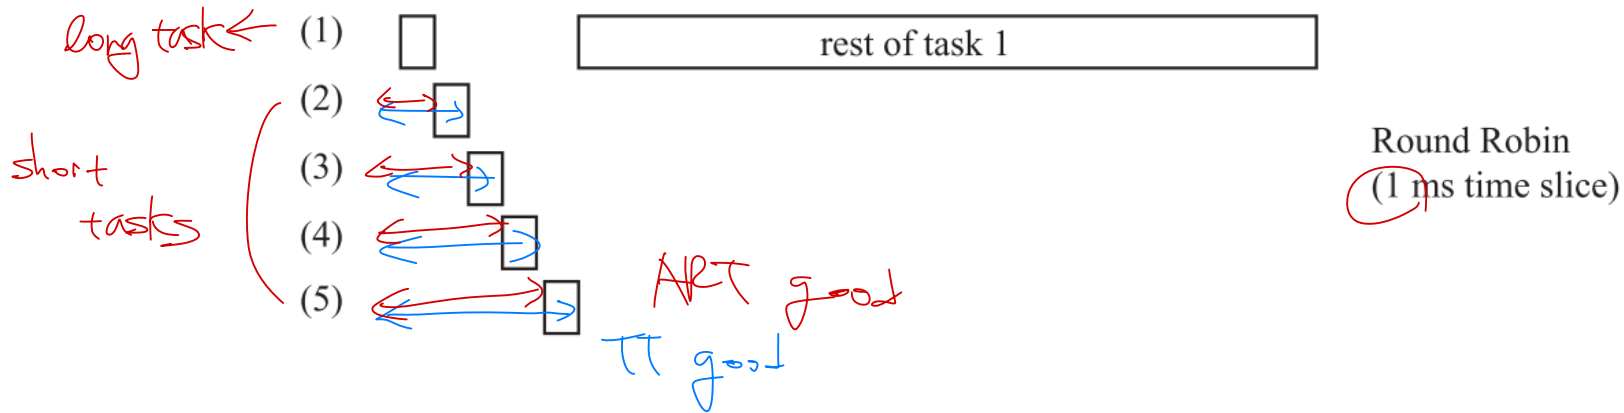 long task (1) rest of task 1
(2)
Round Robin
(3)
short
(1 ms time slice)
tasks
(4)
(5)
ART good
TT good